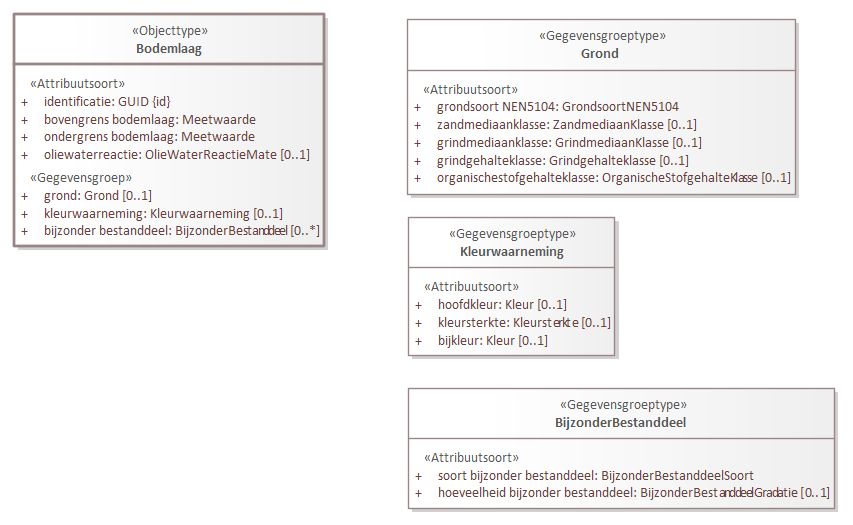 «Objecttype»
Bodemlaag
«Attribuutsoort»
+ identificatie: GUID {id}
+ bovengrens bodemlaag: Meetwaarde
+ ondergrens bodemlaag: Meetwaarde
+ oliewaterreactie: OlieWaterReactieMate [0..1]
«Gegevensgroep»
+ grond: Grond [0..1]
+ kleurwaarneming: Kleurwaarneming [0..1]
+ bijzonder bestanddeel: BijzonderBestanddeel [0..*]
«Gegevensgroeptype»
Grond
«Attribuutsoort»
+ grondsoort NEN5104: GrondsoortNEN5104
+ zandmediaanklasse: ZandmediaanKlasse [0..1]
+ grindmediaanklasse: GrindmediaanKlasse [0..1]
+ grindgehalteklasse: Grindgehalteklasse [0..1]
+ organischestofgehalteklasse: OrganischeStofgehalteKlasse [0..1]
«Gegevensgroeptype»
Kleurwaarneming
«Attribuutsoort»
+ hoofdkleur: Kleur [0..1]
+ kleursterkte: Kleursterkte [0..1]
+ bijkleur: Kleur [0..1]
«Gegevensgroeptype»
BijzonderBestanddeel
«Attribuutsoort»
+ soort bijzonder bestanddeel: BijzonderBestanddeelSoort
+ hoeveelheid bijzonder bestanddeel: BijzonderBestanddeelGradatie [0..1]